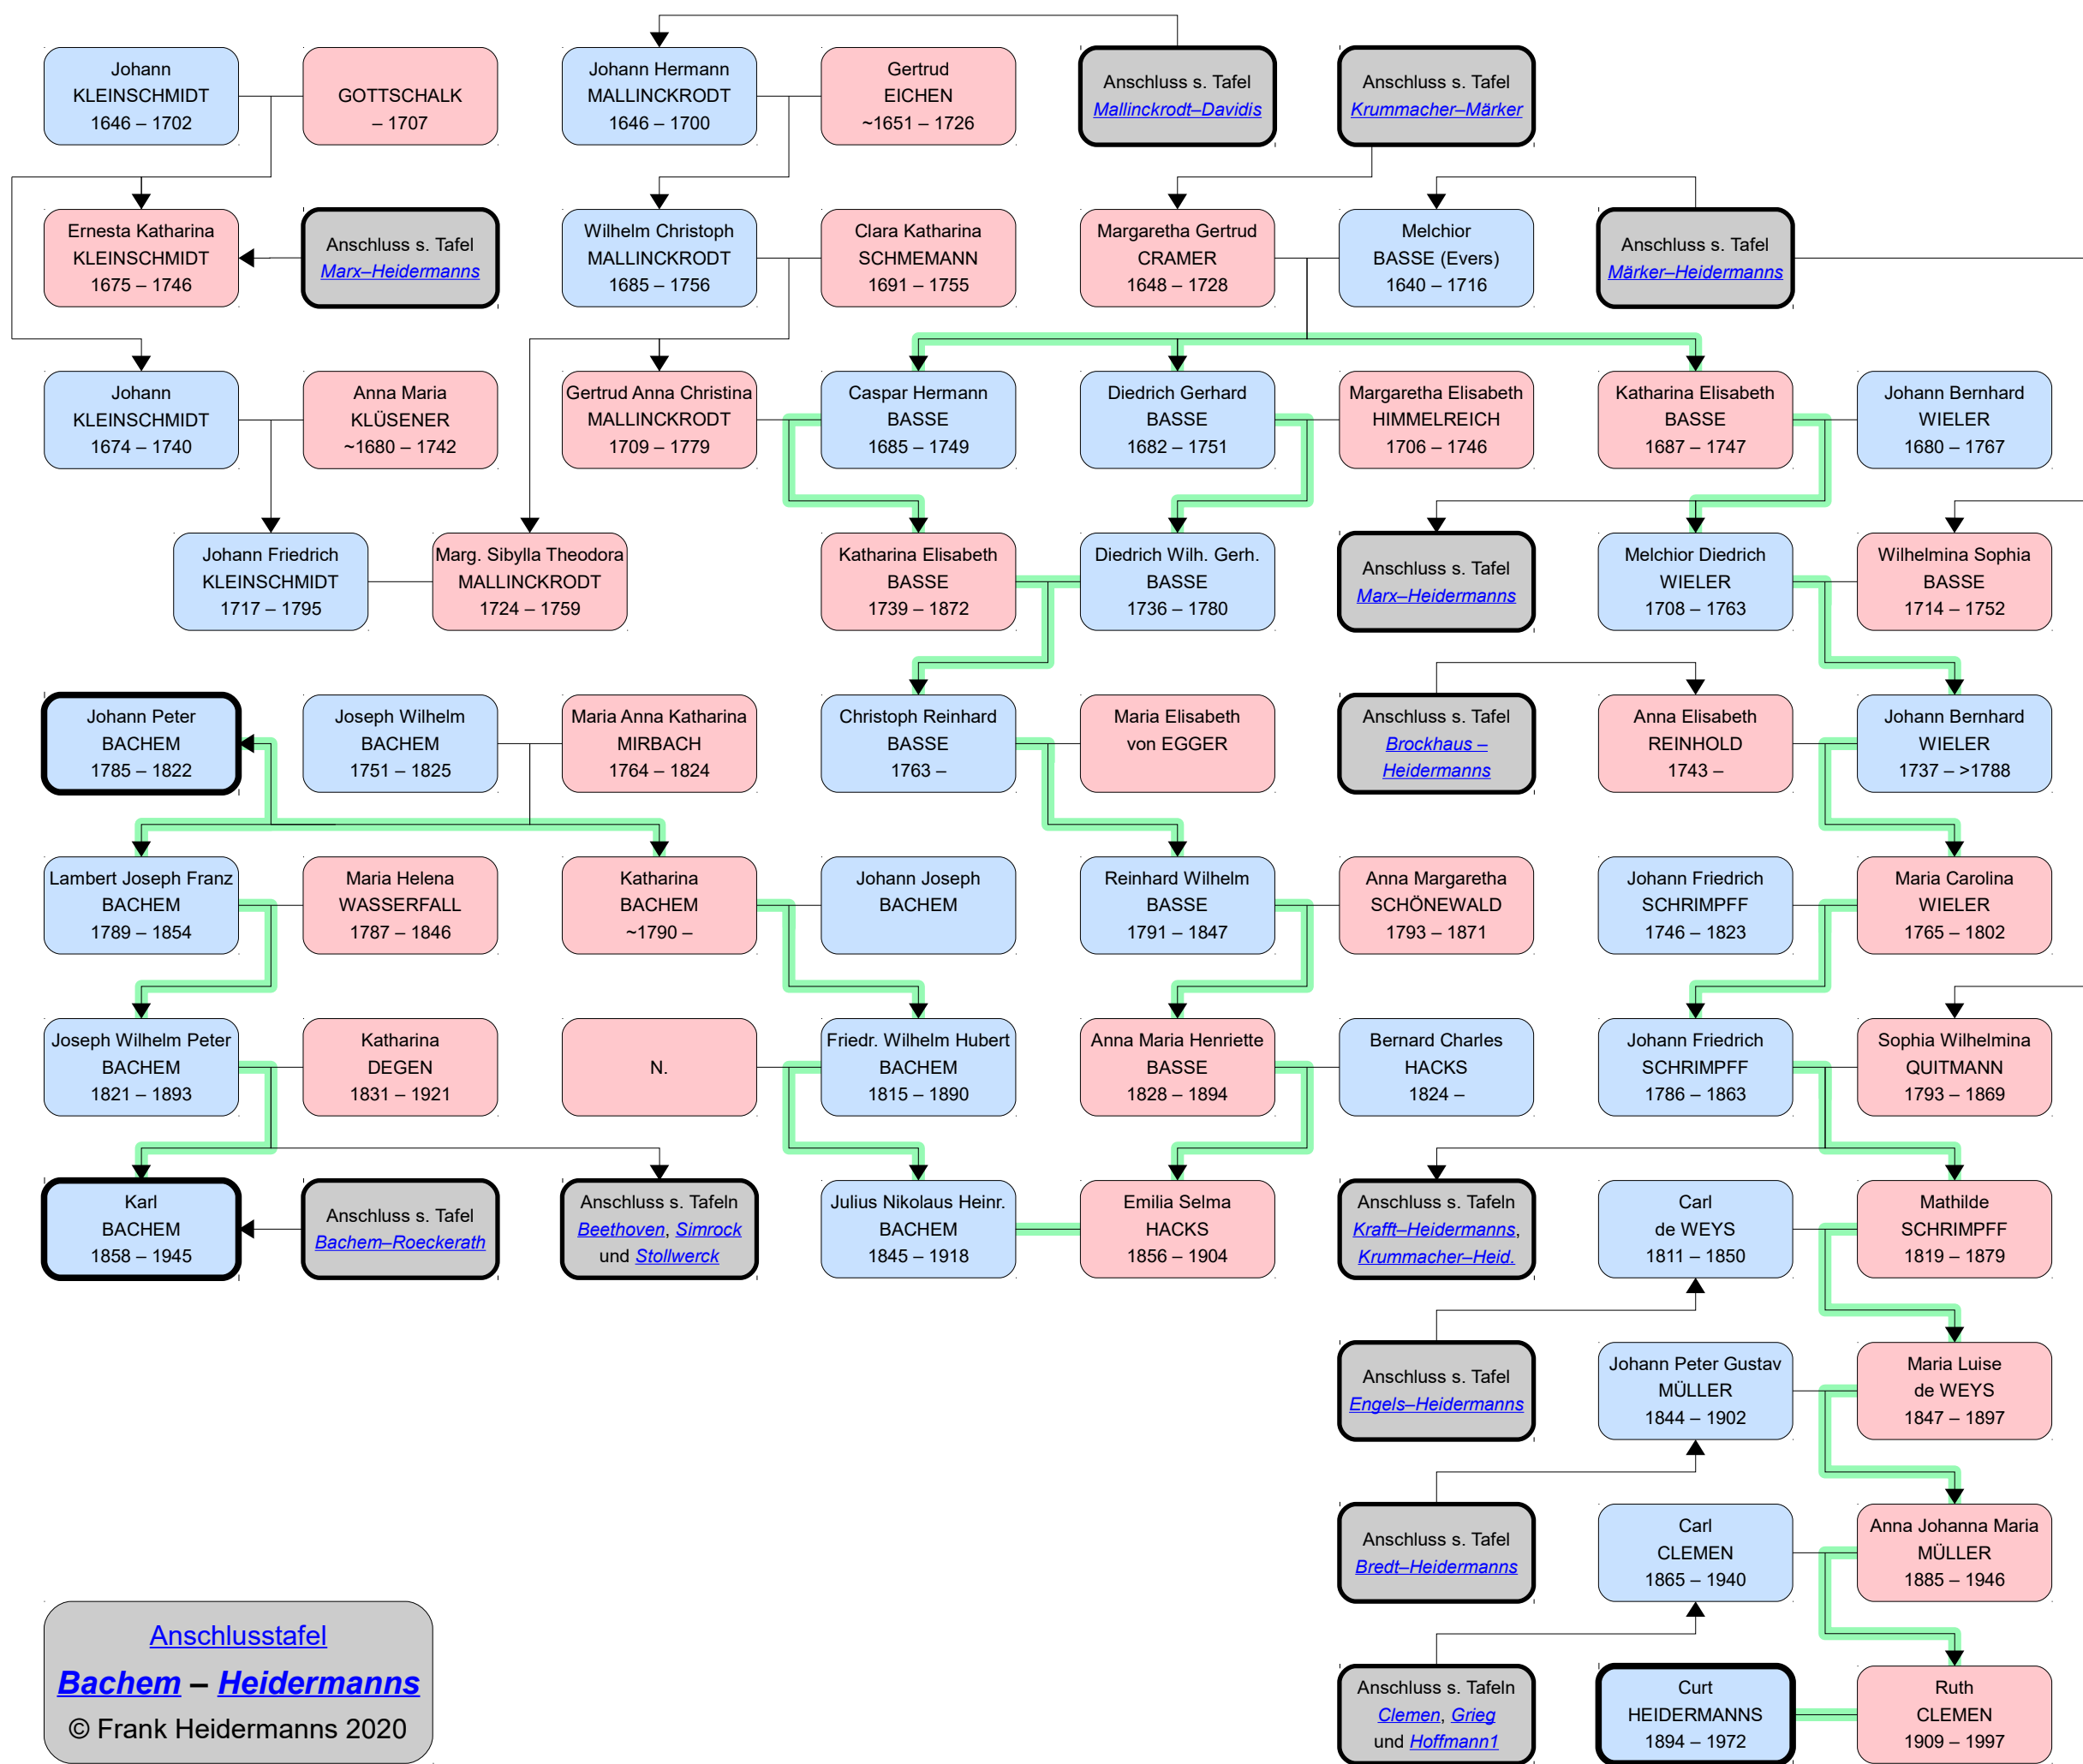 Johann
KLEINSCHMIDT
1646 – 1702
GOTTSCHALK
– 1707
Johann Hermann
MALLINCKRODT
1646 – 1700
Gertrud
EICHEN
~1651 – 1726
Anschluss s. Tafel
Mallinckrodt–Davidis
Anschluss s. Tafel
Krummacher–Märker
Ernesta Katharina
KLEINSCHMIDT
1675 – 1746
Anschluss s. Tafel
Marx–Heidermanns
Wilhelm Christoph
MALLINCKRODT
1685 – 1756
Clara Katharina
SCHMEMANN
1691 – 1755
Margaretha Gertrud
CRAMER
1648 – 1728
Melchior
BASSE (Evers)
1640 – 1716
Anschluss s. Tafel
Märker–Heidermanns
Johann
KLEINSCHMIDT
1674 – 1740
Anna Maria
KLÜSENER
~1680 – 1742
Gertrud Anna Christina
MALLINCKRODT
1709 – 1779
Caspar Hermann
BASSE
1685 – 1749
Diedrich Gerhard
BASSE
1682 – 1751
Margaretha Elisabeth
HIMMELREICH
1706 – 1746
Katharina Elisabeth
BASSE
1687 – 1747
Johann Bernhard
WIELER
1680 – 1767
Johann Friedrich
KLEINSCHMIDT
1717 – 1795
Marg. Sibylla Theodora
MALLINCKRODT
1724 – 1759
Katharina Elisabeth
BASSE
1739 – 1872
Diedrich Wilh. Gerh.
BASSE
1736 – 1780
Anschluss s. Tafel
Marx–Heidermanns
Melchior Diedrich
WIELER
1708 – 1763
Wilhelmina Sophia
BASSE
1714 – 1752
Johann Peter
BACHEM
1785 – 1822
Joseph Wilhelm
BACHEM
1751 – 1825
Maria Anna Katharina
MIRBACH
1764 – 1824
Christoph Reinhard
BASSE
1763 –
Maria Elisabeth
von EGGER
Anschluss s. Tafel
Brockhaus –
Heidermanns
Anna Elisabeth
REINHOLD
1743 –
Johann Bernhard
WIELER
1737 – >1788
Lambert Joseph Franz
BACHEM
1789 – 1854
Maria Helena
WASSERFALL
1787 – 1846
Katharina
BACHEM
~1790 –
Johann Joseph
BACHEM
Reinhard Wilhelm
BASSE
1791 – 1847
Anna Margaretha
SCHÖNEWALD
1793 – 1871
Johann Friedrich
SCHRIMPFF
1746 – 1823
Maria Carolina
WIELER
1765 – 1802
Joseph Wilhelm Peter
BACHEM
1821 – 1893
Katharina
DEGEN
1831 – 1921
N.
Friedr. Wilhelm Hubert
BACHEM
1815 – 1890
Anna Maria Henriette
BASSE
1828 – 1894
Bernard Charles
HACKS
1824 –
Johann Friedrich
SCHRIMPFF
1786 – 1863
Sophia Wilhelmina
QUITMANN
1793 – 1869
Karl
BACHEM
1858 – 1945
Anschluss s. Tafel
Bachem–Roeckerath
Anschluss s. Tafeln
Beethoven, Simrock
und Stollwerck
Julius Nikolaus Heinr.
BACHEM
1845 – 1918
Emilia Selma
HACKS
1856 – 1904
Anschluss s. Tafeln
Krafft–Heidermanns,
Krummacher–Heid.
Carl
de WEYS
1811 – 1850
Mathilde
SCHRIMPFF
1819 – 1879
Anschluss s. Tafel
Engels–Heidermanns
Johann Peter Gustav
MÜLLER
1844 – 1902
Maria Luise
de WEYS
1847 – 1897
Anschluss s. Tafel
Bredt–Heidermanns
Carl
CLEMEN
1865 – 1940
Anna Johanna Maria
MÜLLER
1885 – 1946
Anschlusstafel
Bachem – Heidermanns
© Frank Heidermanns 2020
Anschluss s. Tafeln
Clemen, Grieg
und Hoffmann1
Curt
HEIDERMANNS
1894 – 1972
Ruth
CLEMEN
1909 – 1997